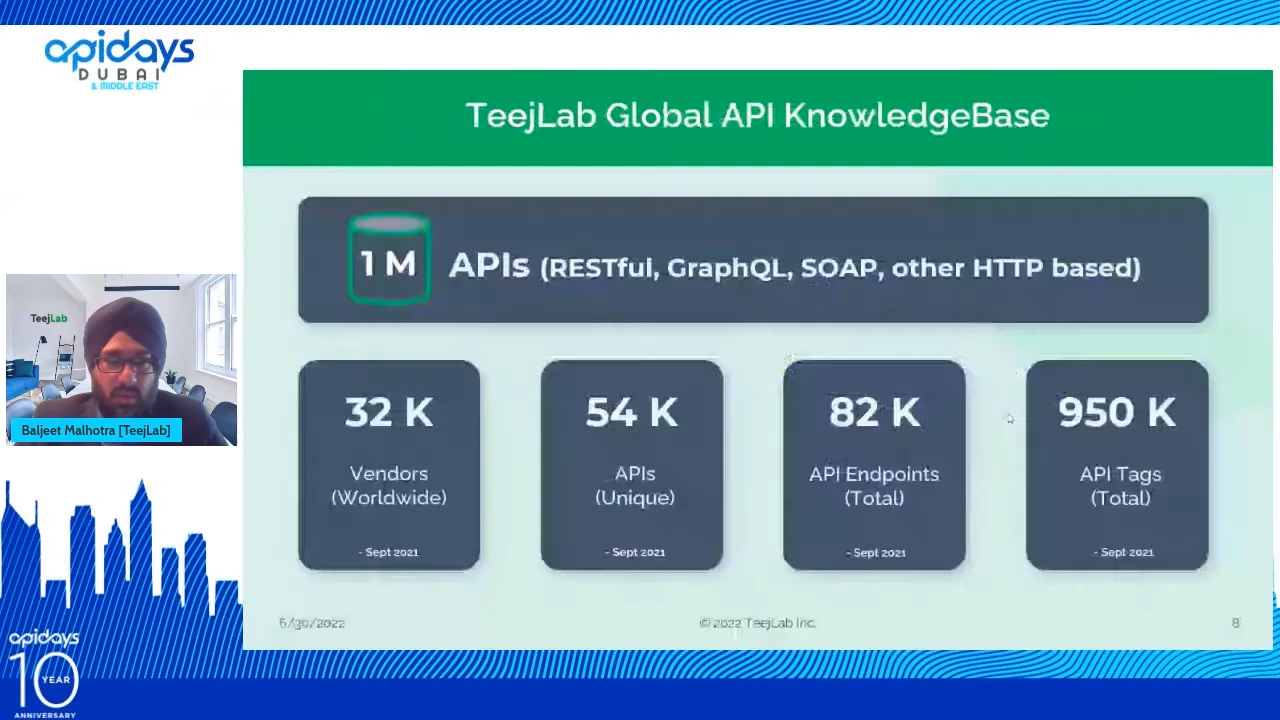 apidays
DUBAI
& MIDDLE EAST
TeejLab Global API KnowledgeBase
1 M
APIs (RESTful, GraphQL, SOAP, other HTTP based)
32 K
Vendors
(Worldwide)
- Sept 2021
54 K
APIs
(Unique)
- Sept 2021
82 K
API Endpoints
(Total)
- Sept 2021
950 K
API Tags
(Total)
- Sept 2021
TeejLab
Baljeet Malhotra [TeejLab]
/30/2022
© 2022 TeejLab Inc.
8
apidays
10
YEAR
ANNIVERSARY